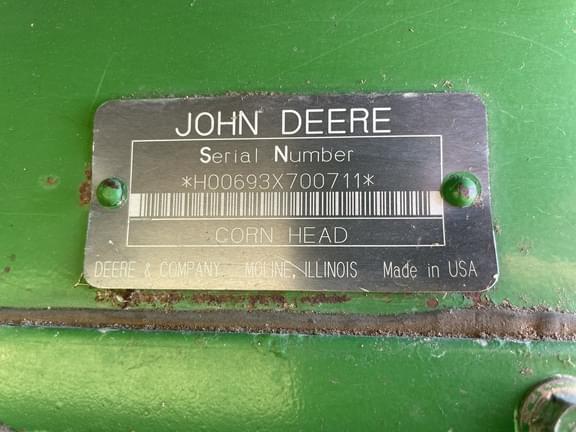 JOHN DEERE
Serial Number
*H00693X700711*
CORN HEAD
DEERE & COMPANY MOLINE, ILLINOIS Made in USA